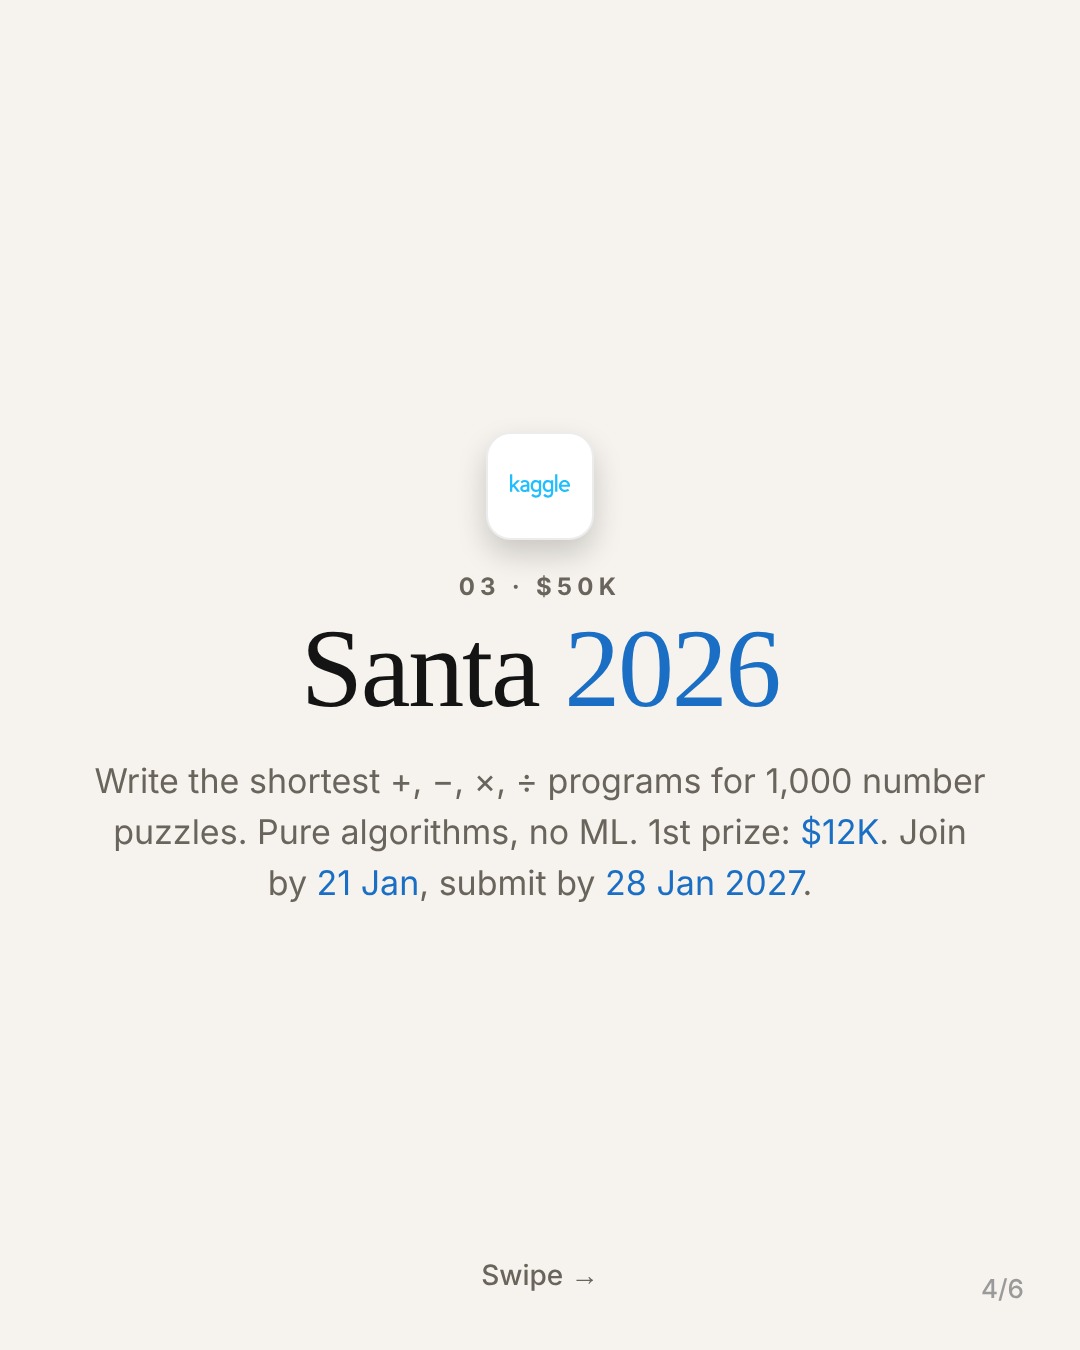 kaggle
03 · $50K
Santa 2026
Write the shortest +, −, ×, ÷ programs for 1,000 number
puzzles. Pure algorithms, no ML. 1st prize: $12K. Join
by 21 Jan, submit by 28 Jan 2027.
Swipe →
4/6